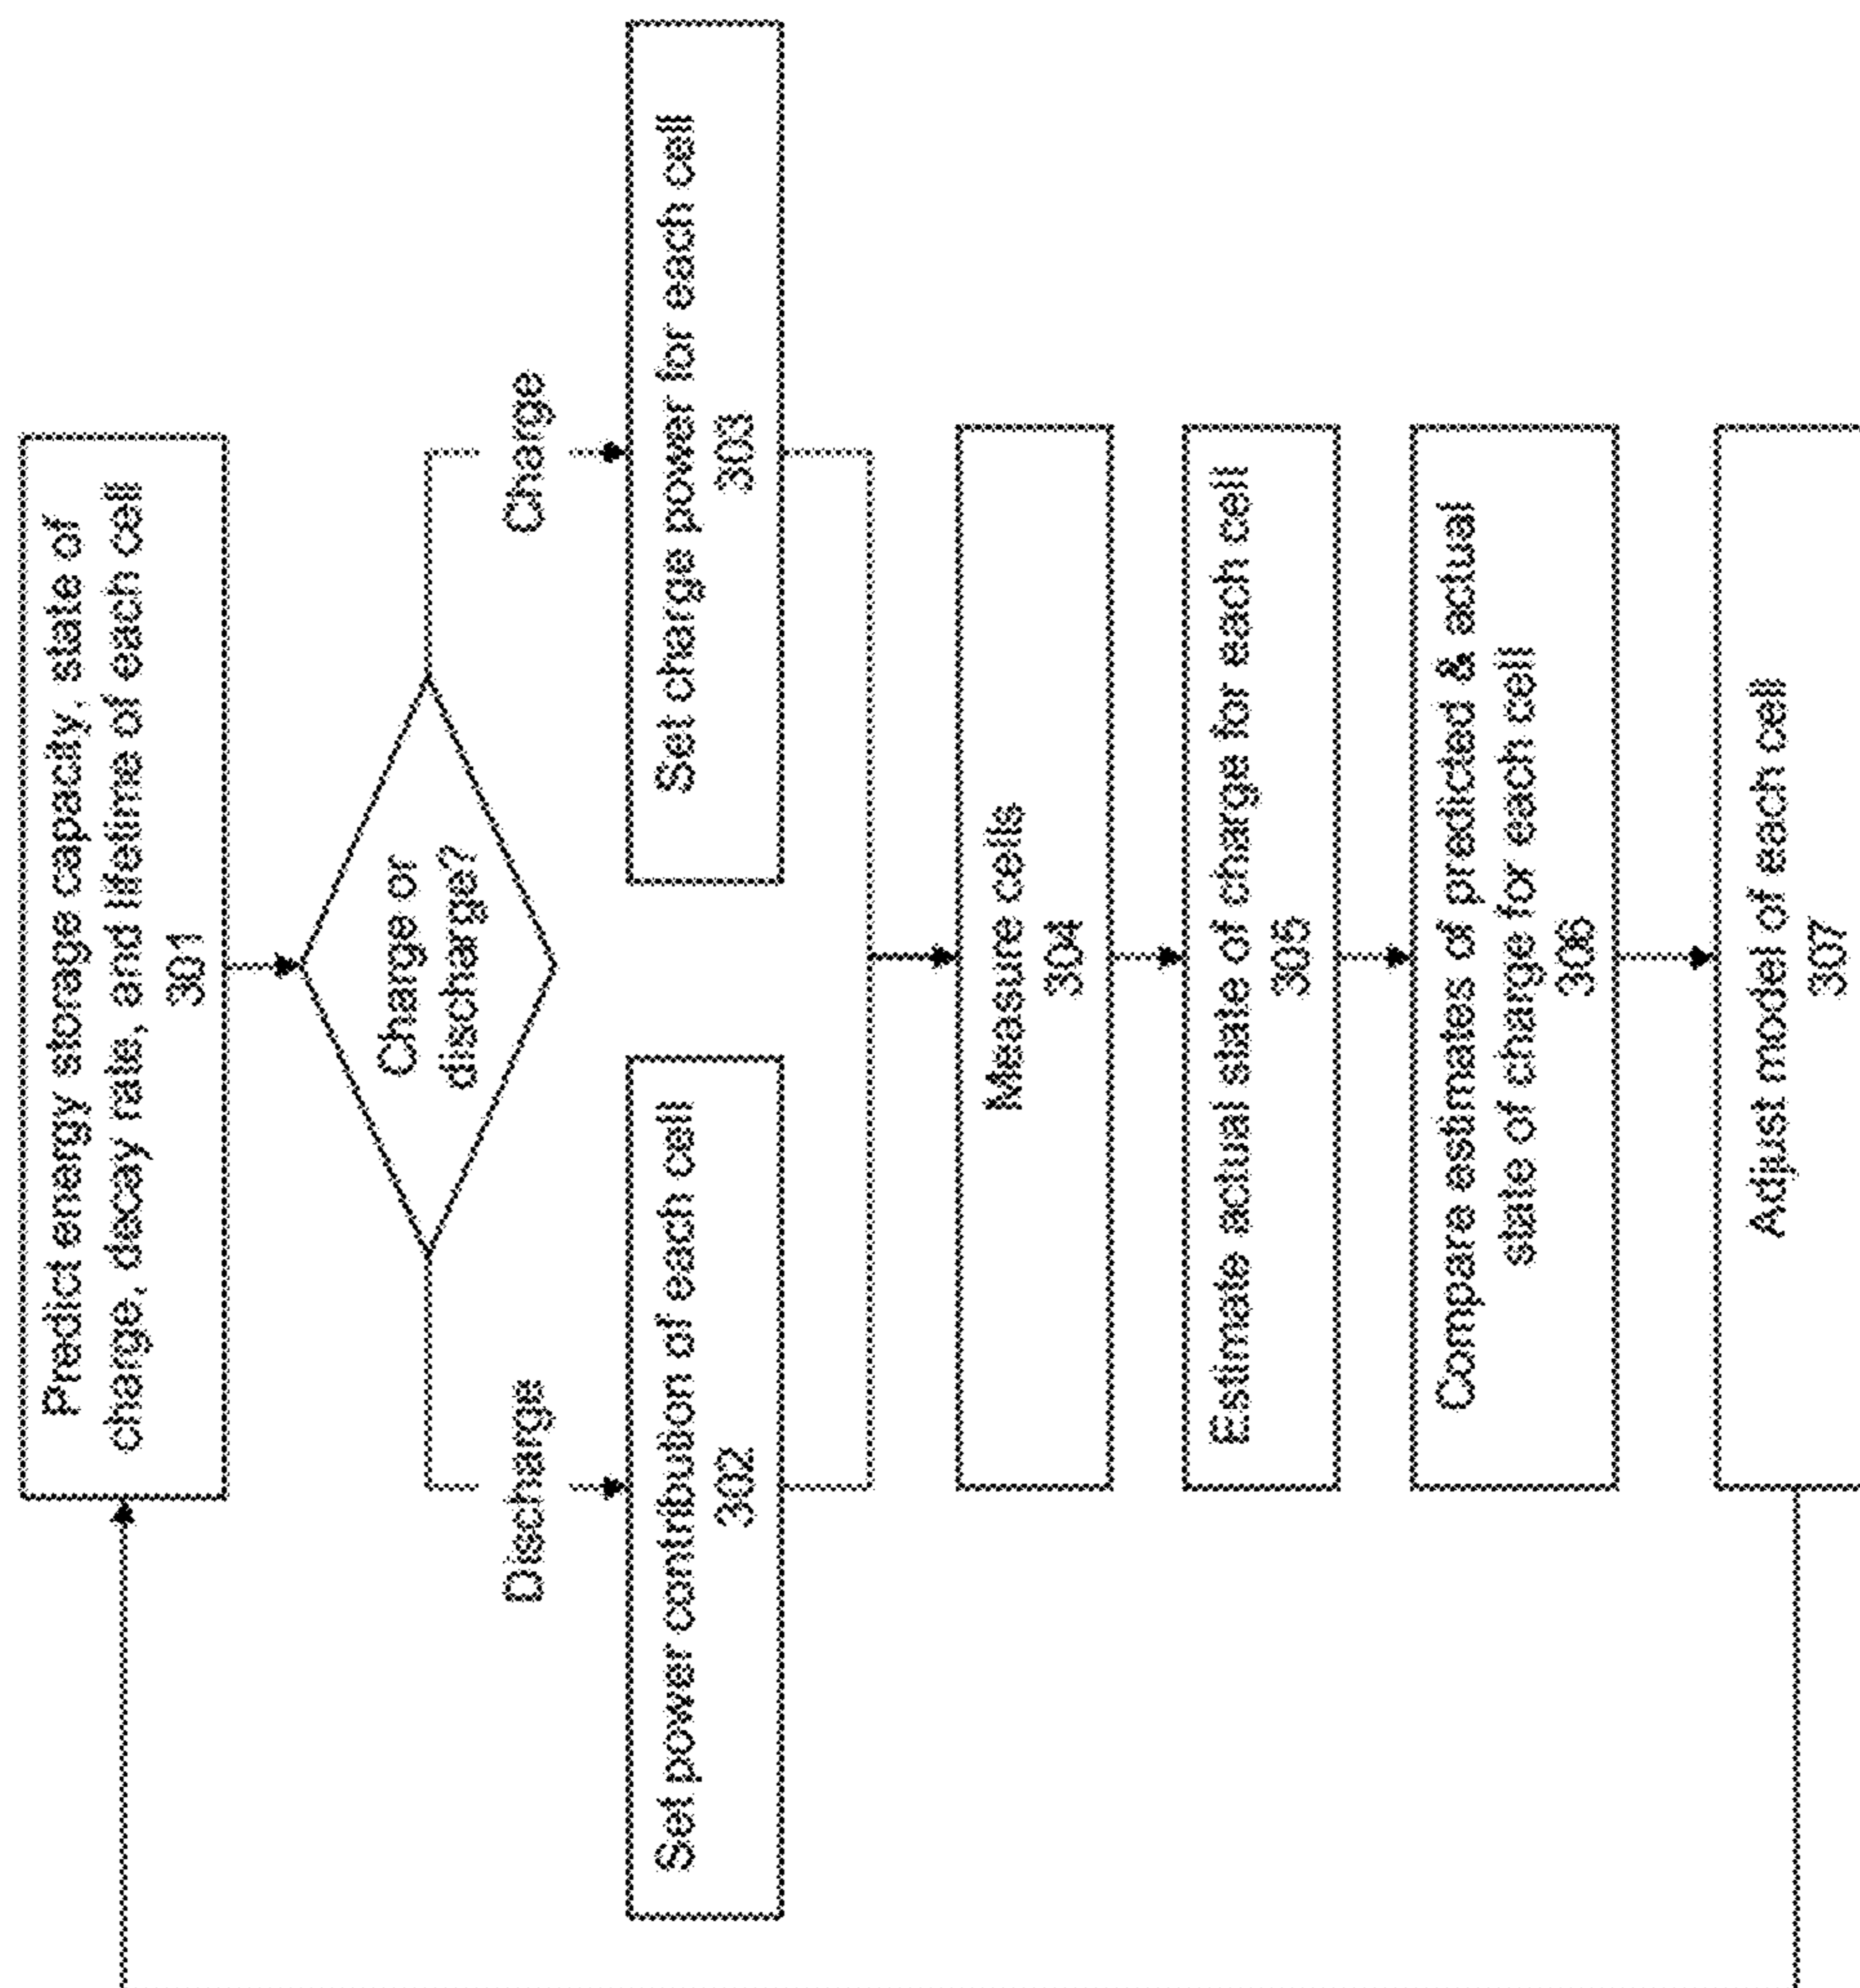 Predict energy storage capacity, state of
charge, decay rate, and lifetime of each cell
301
Charge or
discharge?
Discharge
Charge
Set power contribution of each cell
302
Set charge power for each cell
303
Measure cells
304
Estimate actual state of charge for each cell
305
Compare estimates of predicted & actual
state of charge for each cell
306
Adjust model of each cell
307